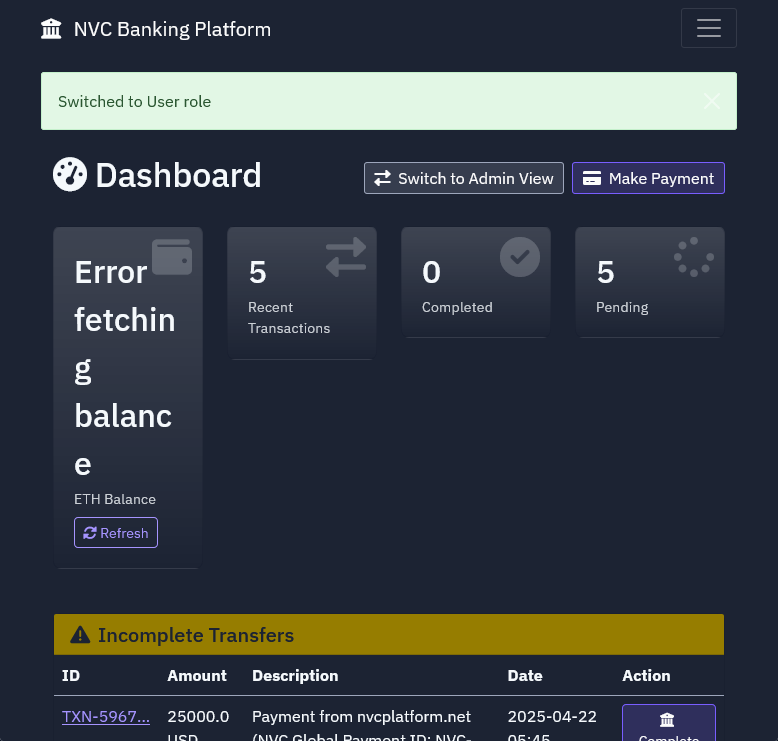 NVC Banking Platform
Switched to User role
Dashboard
Switch to Admin View
Make Payment
Error
fetchin
g
balanc
e
ETH Balance
Refresh
5
Recent
Transactions
0
Completed
5
Pending
Incomplete Transfers
ID Amount Description Date Action
TXN-5967... 25000.0 Payment from nvcplatform.net 2025-04-22
USD (NVC Global Payment ID: NVC- 05:45 Complete